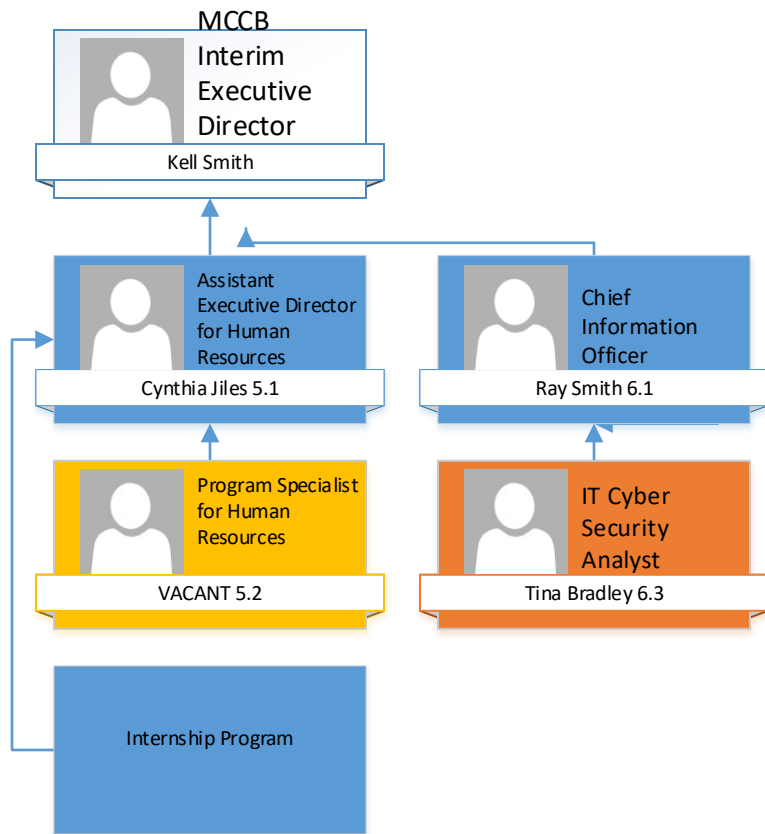 MCCB
Interim
Executive
Director
Kell Smith
Assistant
Executive Director
for Human
Resources
Cynthia Jiles 5.1
Chief
Information
Officer
Ray Smith 6.1
Program Specialist
for Human
Resources
VACANT 5.2
IT Cyber
Security
Analyst
Tina Bradley 6.3
Internship Program